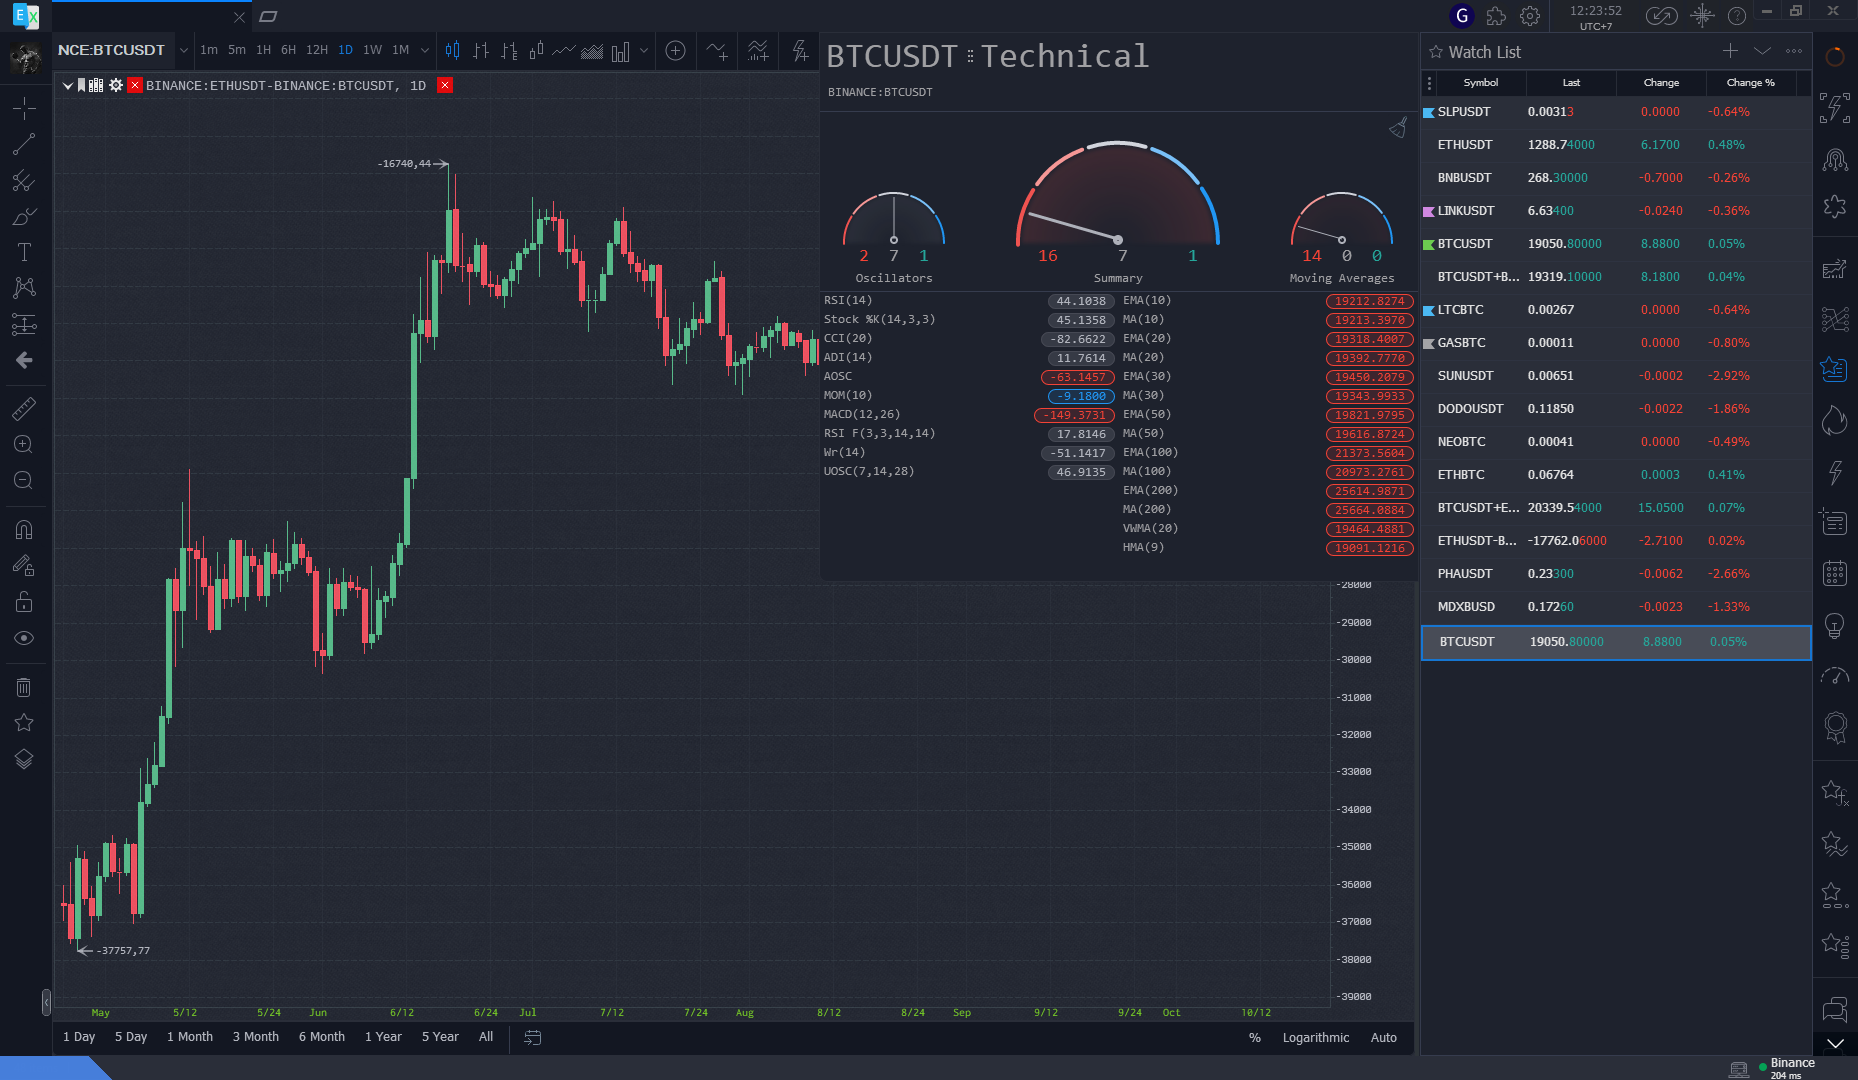 EX
G
12:23:52
UTC+7
NCE:BTCUSDT
1m 5m 1H 6H 12H 1D 1W 1M
BINANCE:ETHUSDT-BINANCE:BTCUSDT, 1D
-16740,44
-37757,77
-28000
-29000
-30000
-31000
-32000
-33000
-34000
-35000
-36000
-37000
-38000
-39000
May 5/12 5/24 Jun 6/12 6/24 Jul 7/12 7/24 Aug 8/12 8/24 Sep 9/12 9/24 Oct 10/12
1 Day 5 Day 1 Month 3 Month 6 Month 1 Year 5 Year All
% Logarithmic Auto
BTCUSDT Technical
BINANCE:BTCUSDT
2 7 1
Oscillators
16 7 1
Summary
14 0 0
Moving Averages
RSI(14) 44.1038 EMA(10) 19212.8274
Stock %K(14,3,3) 45.1358 MA(10) 19213.3970
CCI(20) -82.6622 EMA(20) 19318.4007
ADI(14) 11.7614 MA(20) 19392.7770
AOSC -63.1457 EMA(30) 19450.2079
MOM(10) -9.1800 MA(30) 19343.9933
MACD(12,26) -149.3731 EMA(50) 19821.9795
RSI F(3,3,14,14) 17.8146 MA(50) 19616.8724
Wr(14) -51.1417 EMA(100) 21373.5604
UOSC(7,14,28) 46.9135 MA(100) 20973.2761
EMA(200) 25614.9871
MA(200) 25664.0884
VWMA(20) 19464.4881
HMA(9) 19091.1216
Watch List
Symbol Last Change Change %
SLPUSDT 0.00313 0.0000 -0.64%
ETHUSDT 1288.74000 6.1700 0.48%
BNBUSDT 268.30000 -0.7000 -0.26%
LINKUSDT 6.63400 -0.0240 -0.36%
BTCUSDT 19050.80000 8.8800 0.05%
BTCUSDT+B... 19319.10000 8.1800 0.04%
LTCBTC 0.00267 0.0000 -0.64%
GASBTC 0.00011 0.0000 -0.80%
SUNUSDT 0.00651 -0.0002 -2.92%
DODOUSDT 0.11850 -0.0022 -1.86%
NEOBTC 0.00041 0.0000 -0.49%
ETHBTC 0.06764 0.0003 0.41%
BTCUSDT+E... 20339.54000 15.0500 0.07%
ETHUSDT-B... -17762.06000 -2.7100 0.02%
PHAUSDT 0.23300 -0.0062 -2.66%
MDXBUSD 0.17260 -0.0023 -1.33%
BTCUSDT 19050.80000 8.8800 0.05%
Binance
204 ms